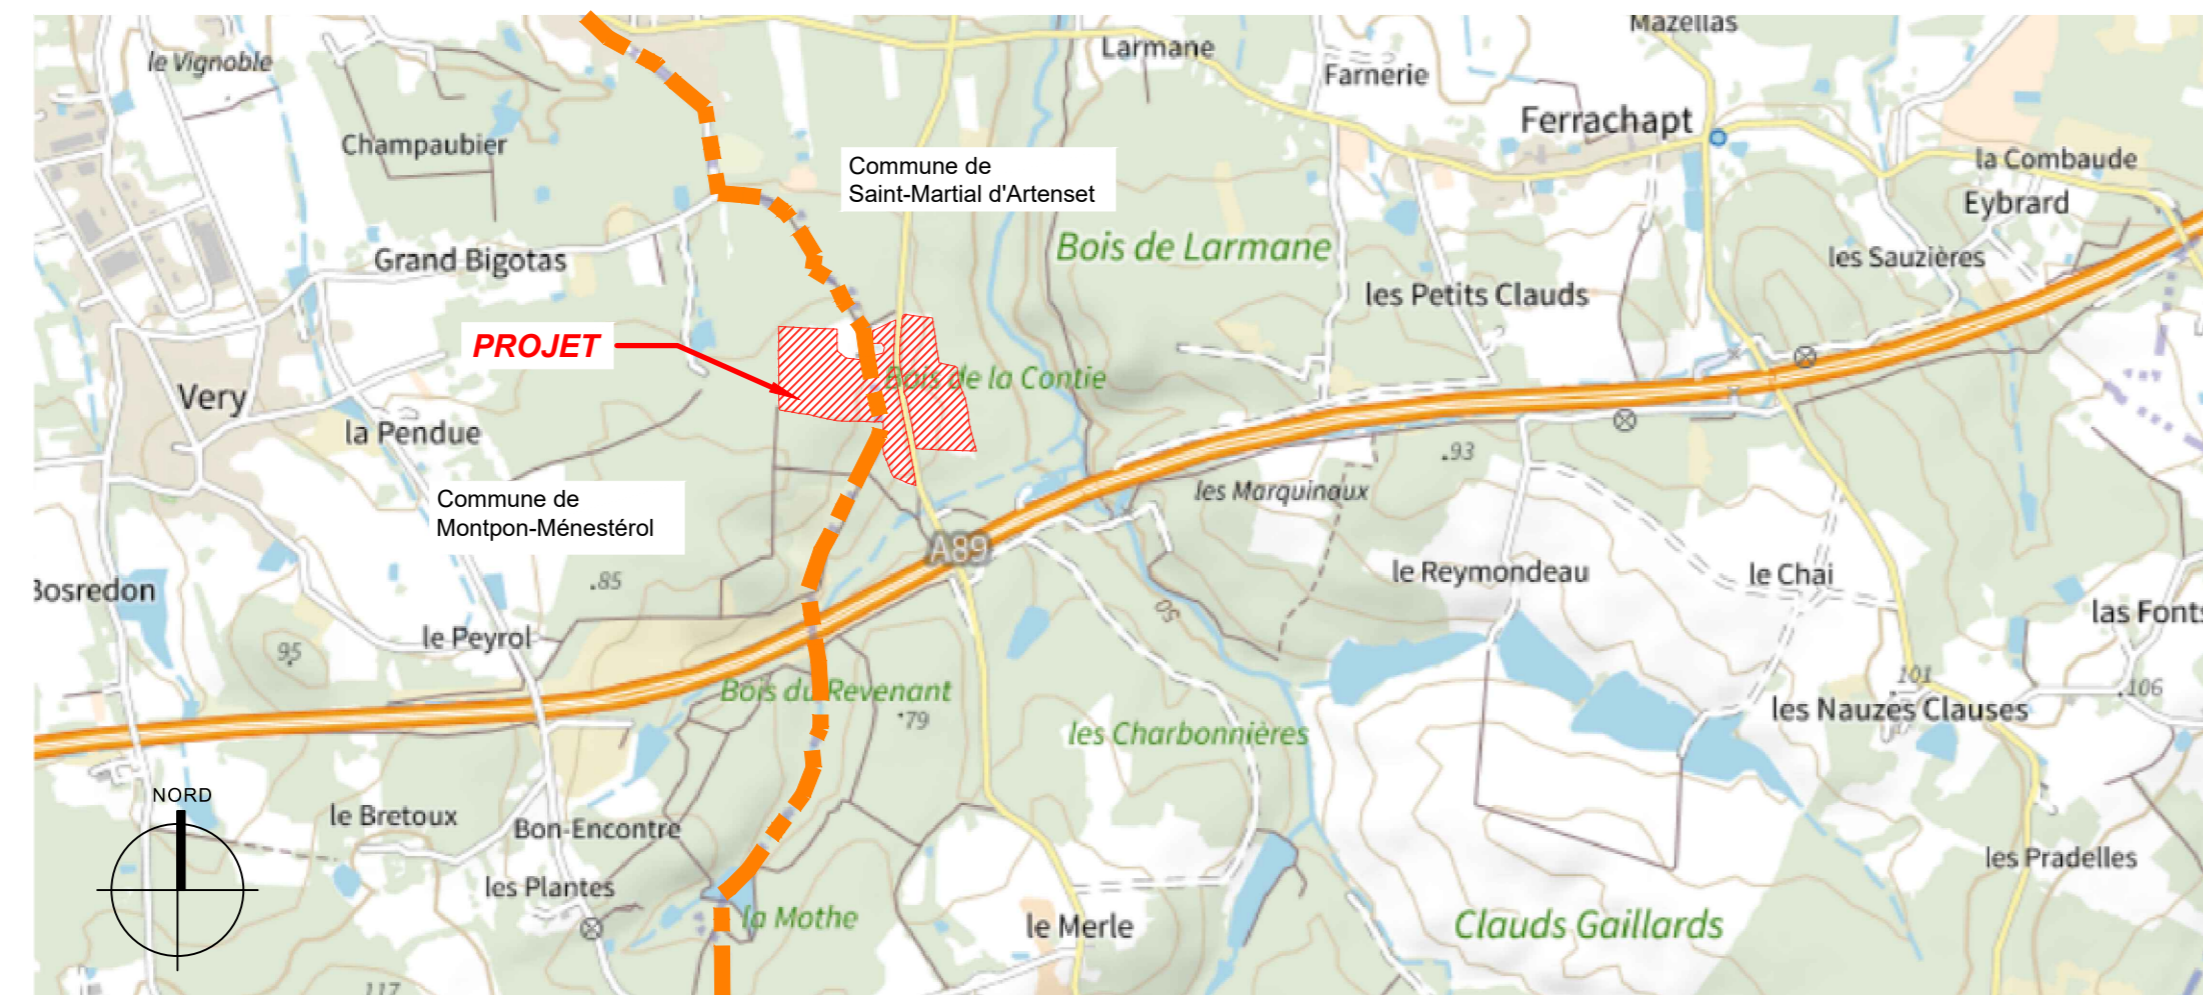 Mazellas
le Vignoble
Larmane
Farnerie
Ferrachapt
Champaubier
la Combaude
Commune de
Saint-Martial d'Artenset
Eybrard
Bois de Larmane
Grand Bigotas
les Sauzières
les Petits Clauds
PROJET
Bois de la Contie
Very
la Pendue
.93
les Marquinaux
Commune de
Montpon-Ménestérol
A89
.85
le Reymondeau
le Chai
Bosredon
50
las Fonts
le Peyrol
95
101
.106
Bois du Revenant
.79
les Nauzes Clauses
les Charbonnières
NORD
le Bretoux
Bon-Encontre
les Pradelles
les Plantes
la Mothe
le Merle
Clauds Gaillards
117